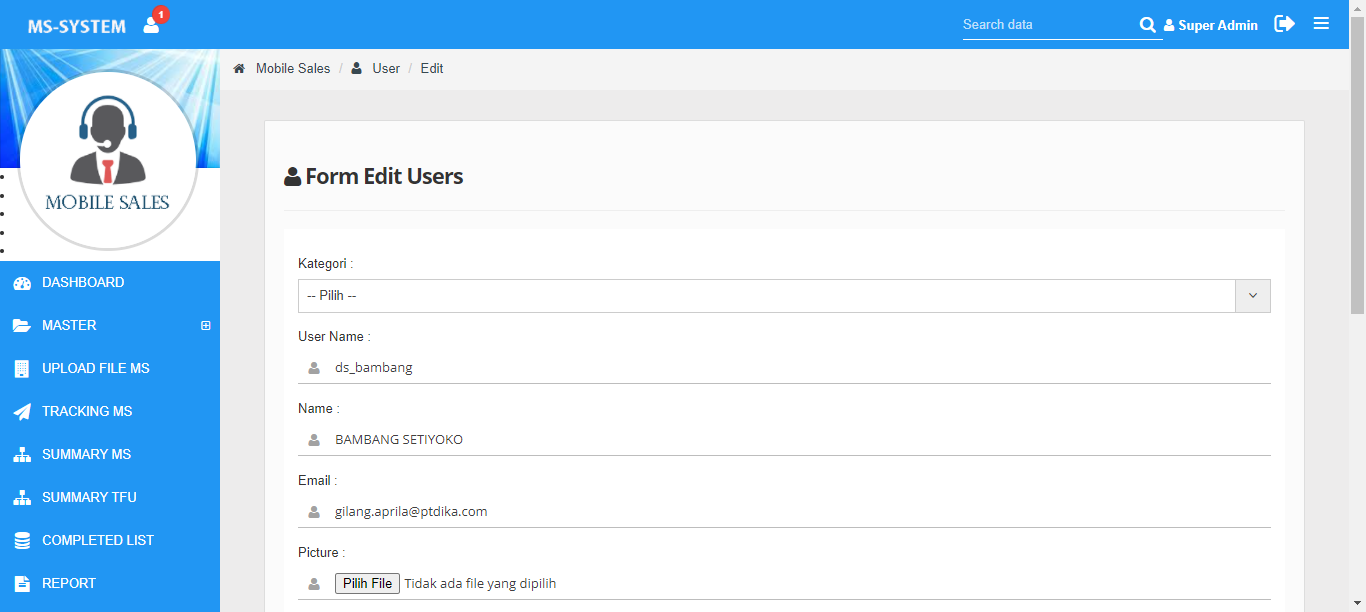 MS-SYSTEM 1 Search data Super Admin
Mobile Sales / User / Edit
MOBILE SALES
DASHBOARD
MASTER
UPLOAD FILE MS
TRACKING MS
SUMMARY MS
SUMMARY TFU
COMPLETED LIST
REPORT
Form Edit Users
Kategori :
-- Pilih --
User Name :
ds_bambang
Name :
BAMBANG SETIYOKO
Email :
gilang.aprila@ptdika.com
Picture :
Pilih File Tidak ada file yang dipilih